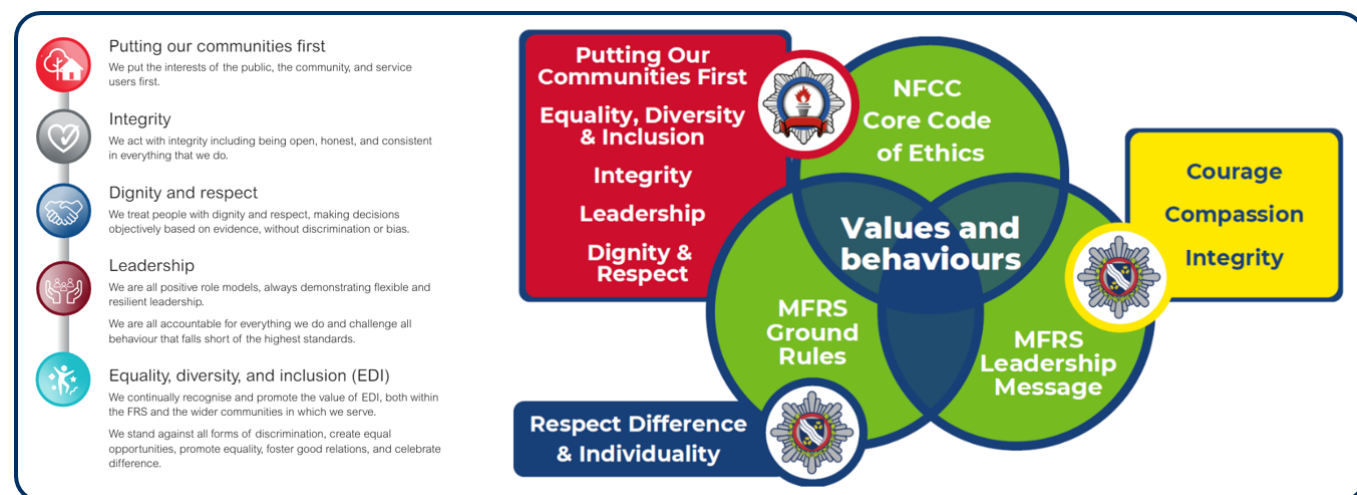 Putting our communities first
We put the interests of the public, the community, and service
users first.
Integrity
We act with integrity including being open, honest, and consistent
in everything that we do.
Dignity and respect
We treat people with dignity and respect, making decisions
objectively based on evidence, without discrimination or bias.
Leadership
We are all positive role models, always demonstrating flexible and
resilient leadership.
We are all accountable for everything we do and challenge all
behaviour that falls short of the highest standards.
Equality, diversity, and inclusion (EDI)
We continually recognise and promote the value of EDI, both within
the FRS and the wider communities in which we serve.
We stand against all forms of discrimination, create equal
opportunities, promote equality, foster good relations, and celebrate
difference.
Putting Our
Communities First
Equality, Diversity
& Inclusion
Integrity
Leadership
Dignity &
Respect
NFCC
Core Code
of Ethics
Values and
behaviours
MFRS
Ground
Rules
MFRS
Leadership
Message
Courage
Compassion
Integrity
Respect Difference
& Individuality